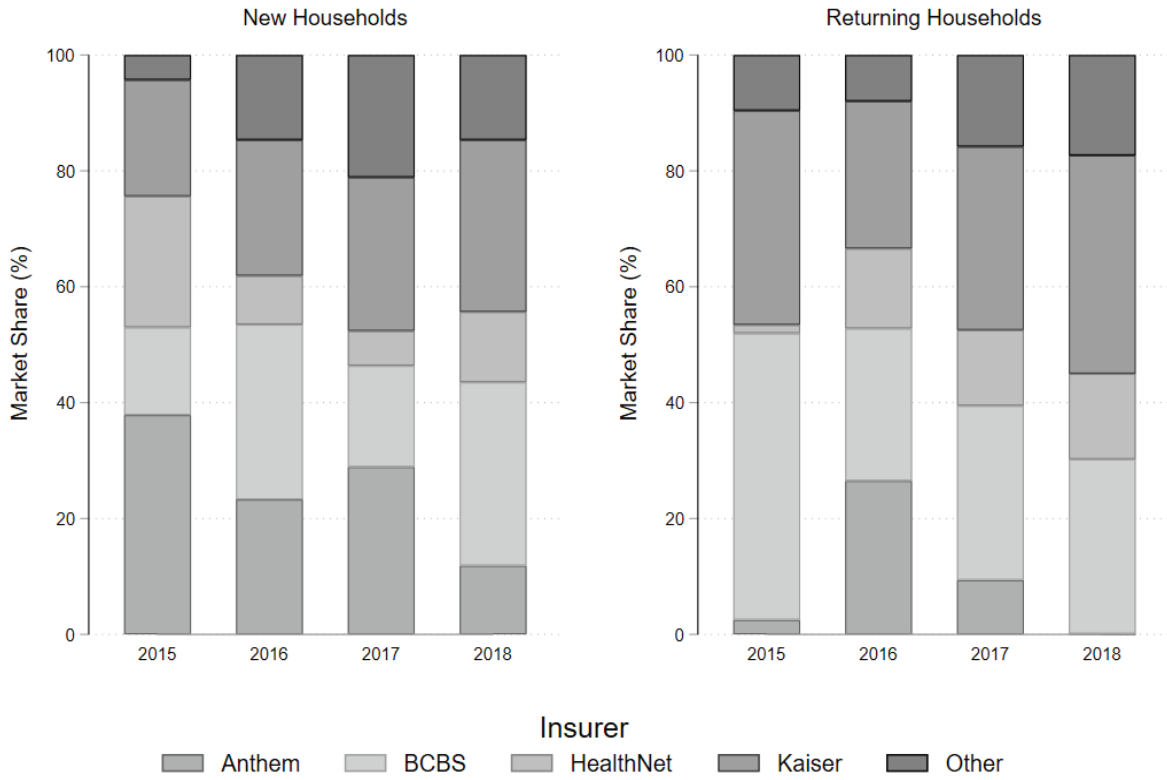 New Households
Returning Households
Market Share (%)
100
80
60
40
20
0
2015 2016 2017 2018
Market Share (%)
100
80
60
40
20
0
2015 2016 2017 2018
Insurer
Anthem BCBS HealthNet Kaiser Other